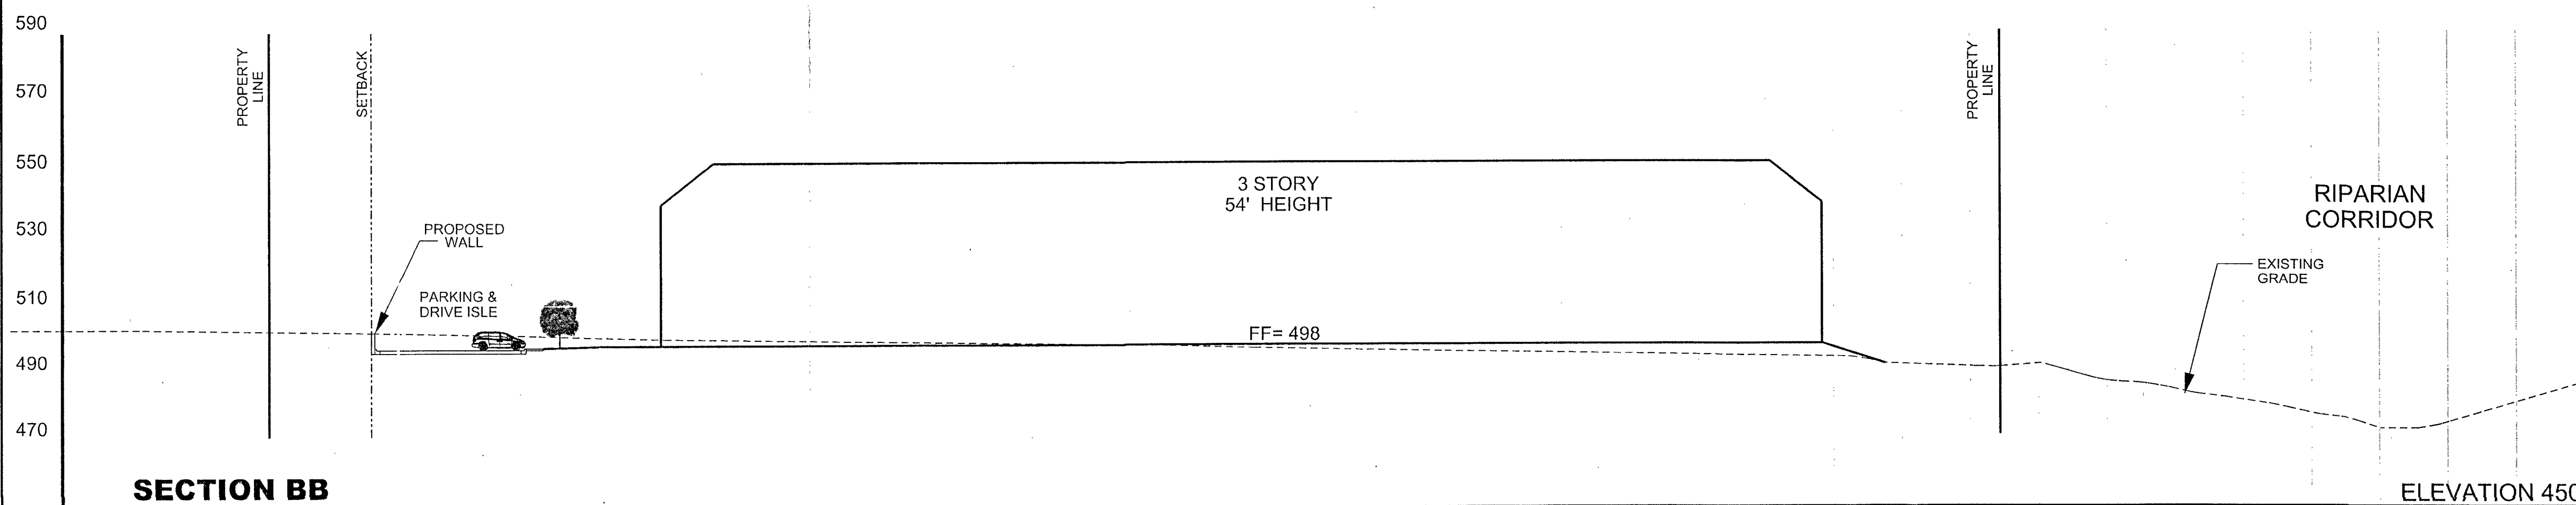 590
570
550
530
510
490
470
PROPERTY
LINE
SETBACK
PROPOSED
WALL
PARKING &
DRIVE ISLE
3 STORY
54' HEIGHT
FF= 498
PROPERTY
LINE
RIPARIAN
CORRIDOR
EXISTING
GRADE
SECTION BB
ELEVATION 450